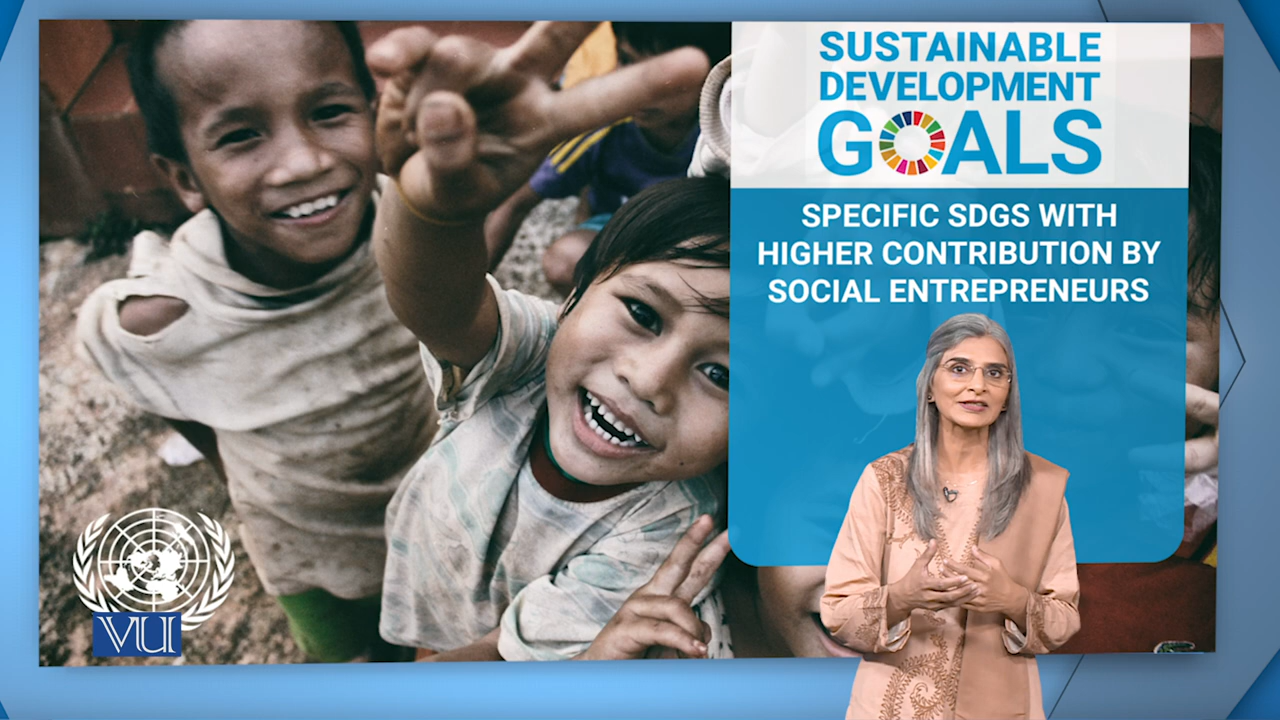 SUSTAINABLE
DEVELOPMENT
GOALS
SPECIFIC SDGS WITH
HIGHER CONTRIBUTION BY
SOCIAL ENTREPRENEURS
VU